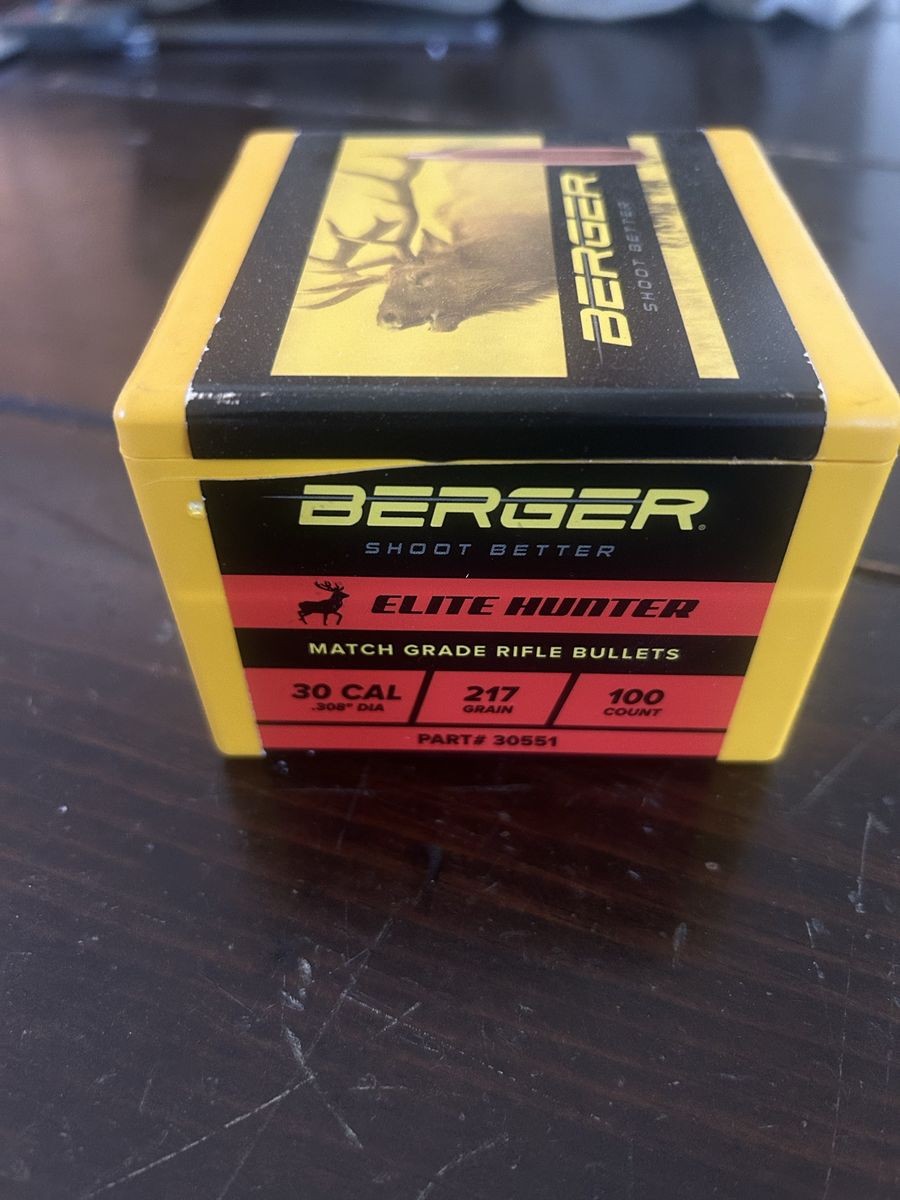 BERGER
SHOOT BETTER
BERGER®
SHOOT BETTER
ELITE HUNTER
MATCH GRADE RIFLE BULLETS
30 CAL 217 100
.308" DIA GRAIN COUNT
PART# 30551